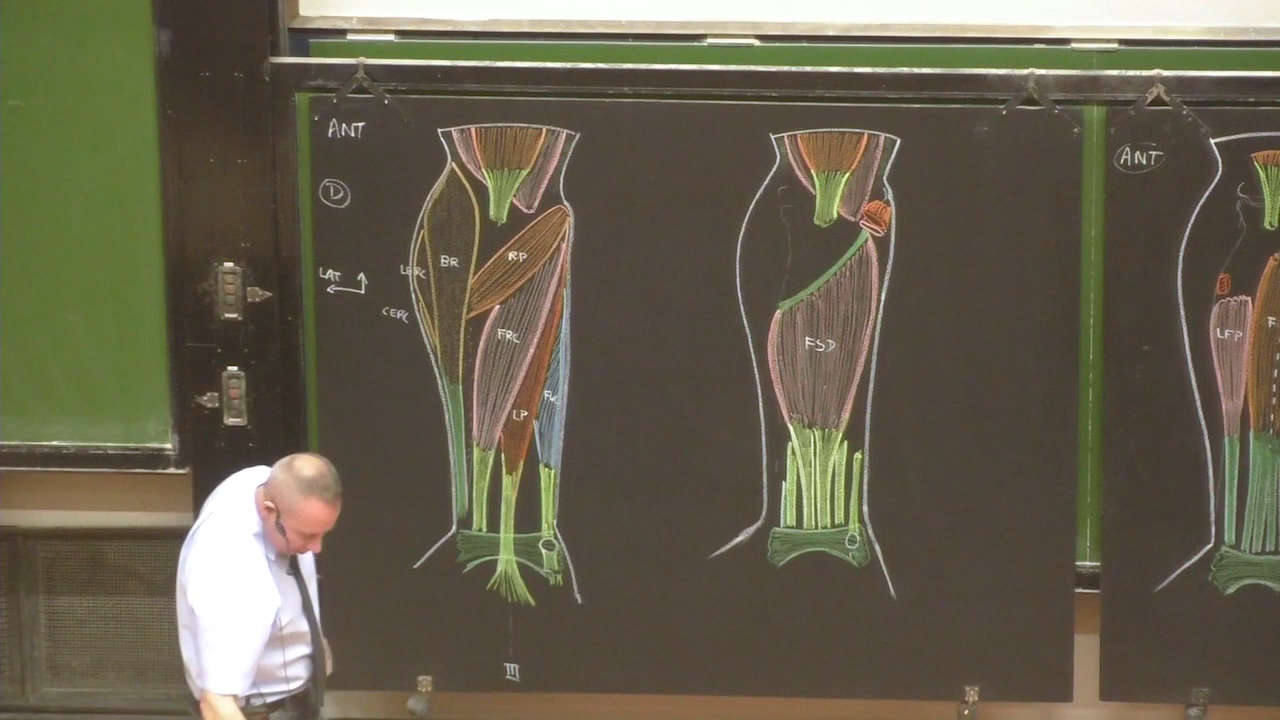 ANT
D
LAT
LERC
CERC
BR
RP
FRC
LP
FUC
III
FSD
ANT
LFP
F